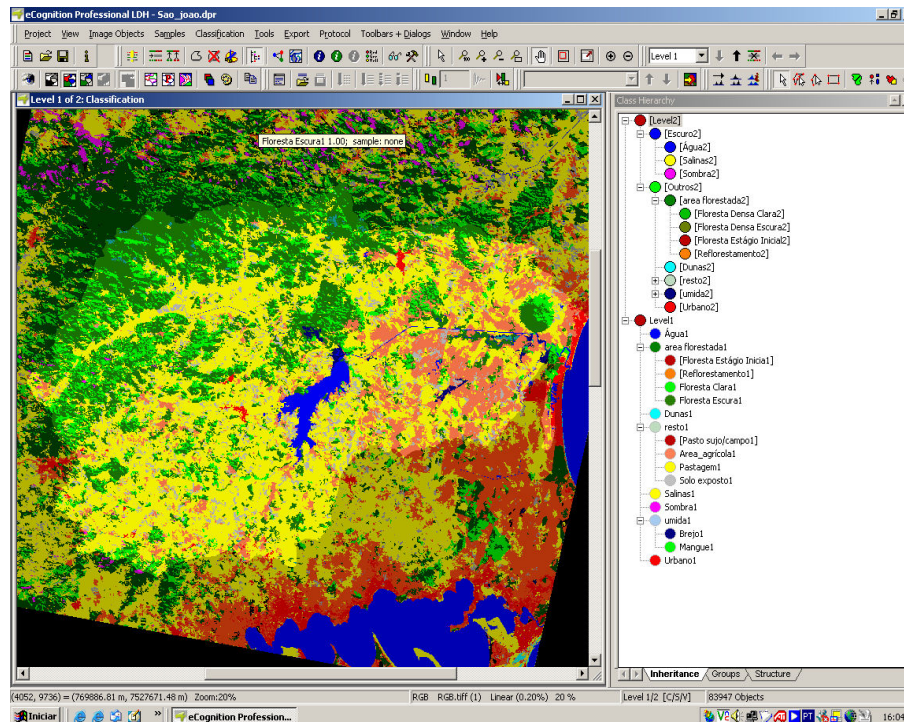 eCognition Professional LDH - Sao_joao.dpr
Project View Image Objects Samples Classification Tools Export Protocol Toolbars + Dialogs Window Help
Level 1
1
Level 1 of 2: Classification
Floresta Escura1 1.00; sample: none
Class Hierarchy
[Level2]
[Escuro2]
[Água2]
[Salinas2]
[Sombra2]
[Outros2]
[area florestada2]
[Floresta Densa Clara2]
[Floresta Densa Escura2]
[Floresta Estágio Inicial2]
[Reflorestamento2]
[Dunas2]
[resto2]
[umida2]
[Urbano2]
Level1
Água1
area florestada1
[Floresta Estágio Inicia1]
[Reflorestamento1]
Floresta Clara1
Floresta Escura1
Dunas1
resto1
[Pasto sujo/campo1]
Area_agrícola1
Pastagem1
Solo exposto1
Salinas1
Sombra1
umida1
Brejo1
Mangue1
Urbano1
Inheritance Groups Structure
(4052, 9736) = (769886.81 m, 7527671.48 m) Zoom:20% RGB RGB.tiff (1) Linear (0.20%) 20 % Level 1/2 [C/S/V] 83947 Objects
Iniciar » eCognition Profession... PT 16:04